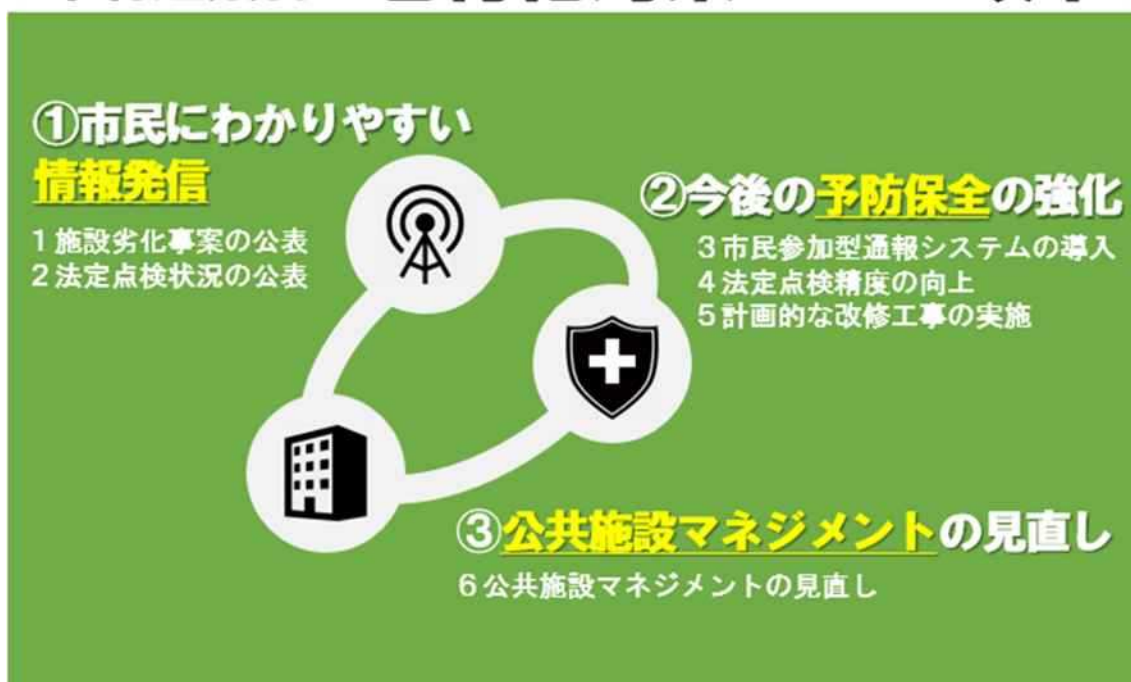 ①市民にわかりやすい
情報発信
1施設劣化事案の公表
2法定点検状況の公表
②今後の予防保全の強化
3市民参加型通報システムの導入
4法定点検精度の向上
5計画的な改修工事の実施
③公共施設マネジメントの見直し
6公共施設マネジメントの見直し